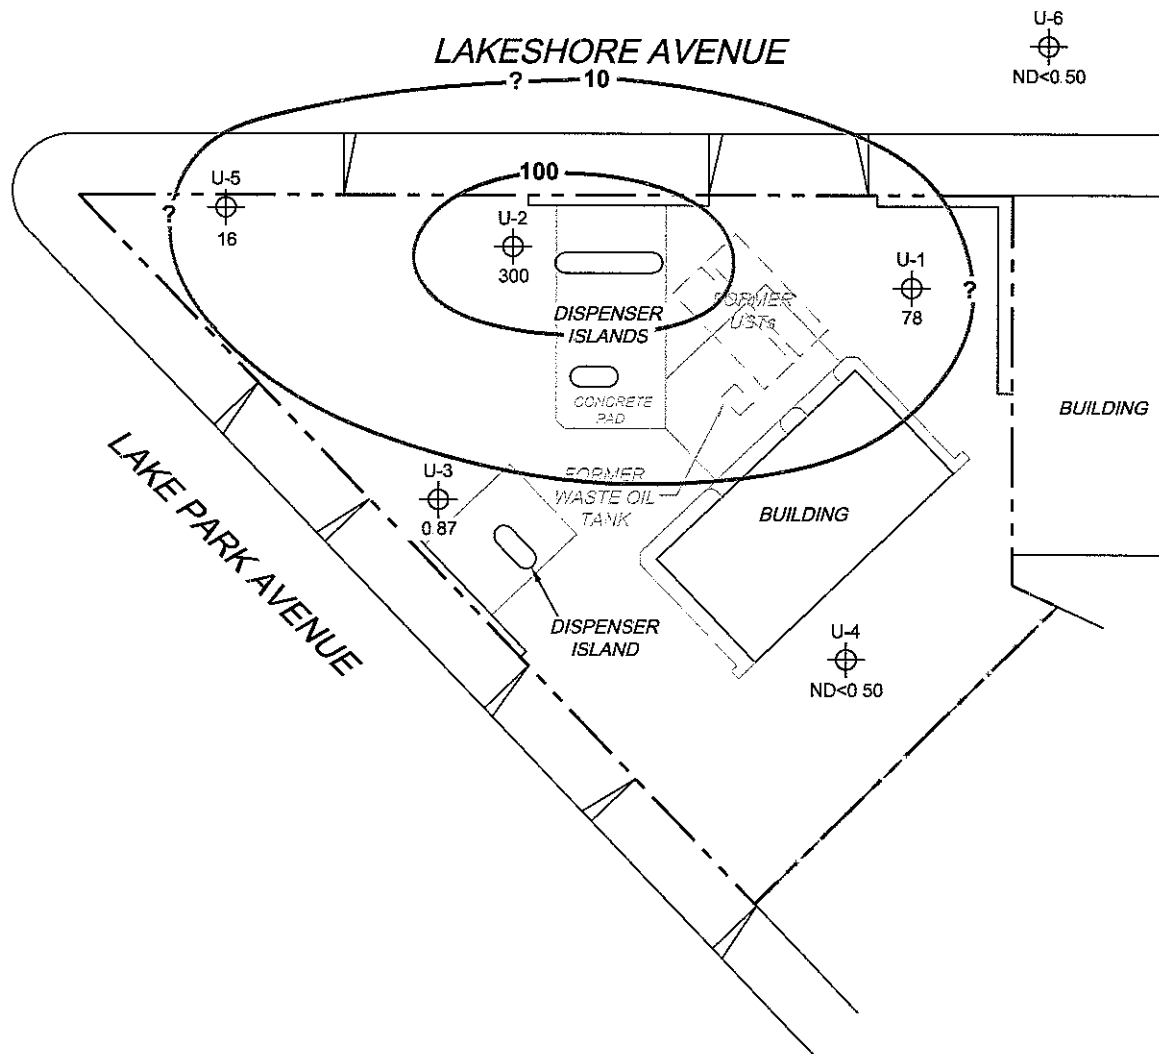 U-6
ND<0.50
LAKESHORE AVENUE
? 10
100
U-5
16
?
U-2
300
U-1
78
?
FORMER
USTs
DISPENSER
ISLANDS
CONCRETE
PAD
BUILDING
U-3
0.87
FORMER
WASTE OIL
TANK
BUILDING
LAKE PARK AVENUE
DISPENSER
ISLAND
U-4
ND<0 50